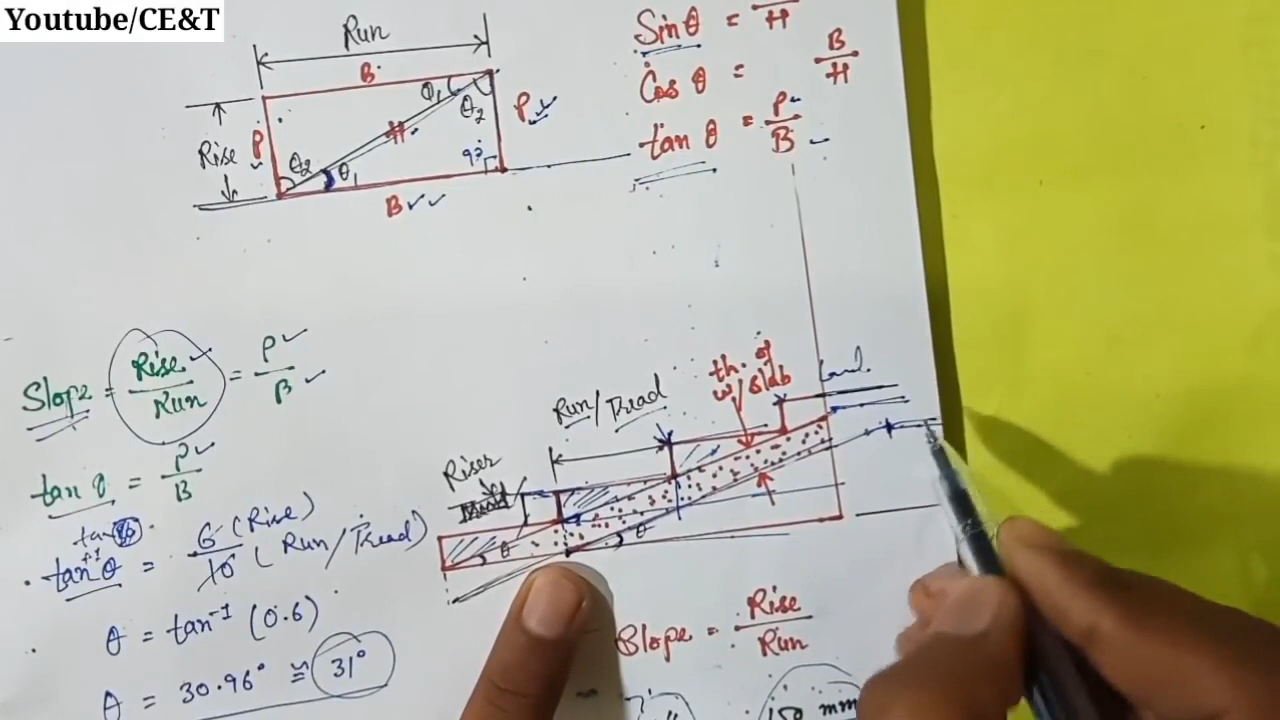 Youtube/CE&T
Run
B
θ1
θ2
P
H
Rise
P
θ2
θ1
90°
B
Sinθ = H
Cos θ = B/H
tan θ = P/B
Slope = Rise/Run = P/B
tan θ = P/B
tan θ = 6 (Rise)/10 (Run/Tread)
θ = tan⁻¹ (0.6)
θ = 30.96° ≅ 31°
Run/Tread
th. of
w/ Slab
Riser
θ
θ
Slope = Rise/Run
150 mm